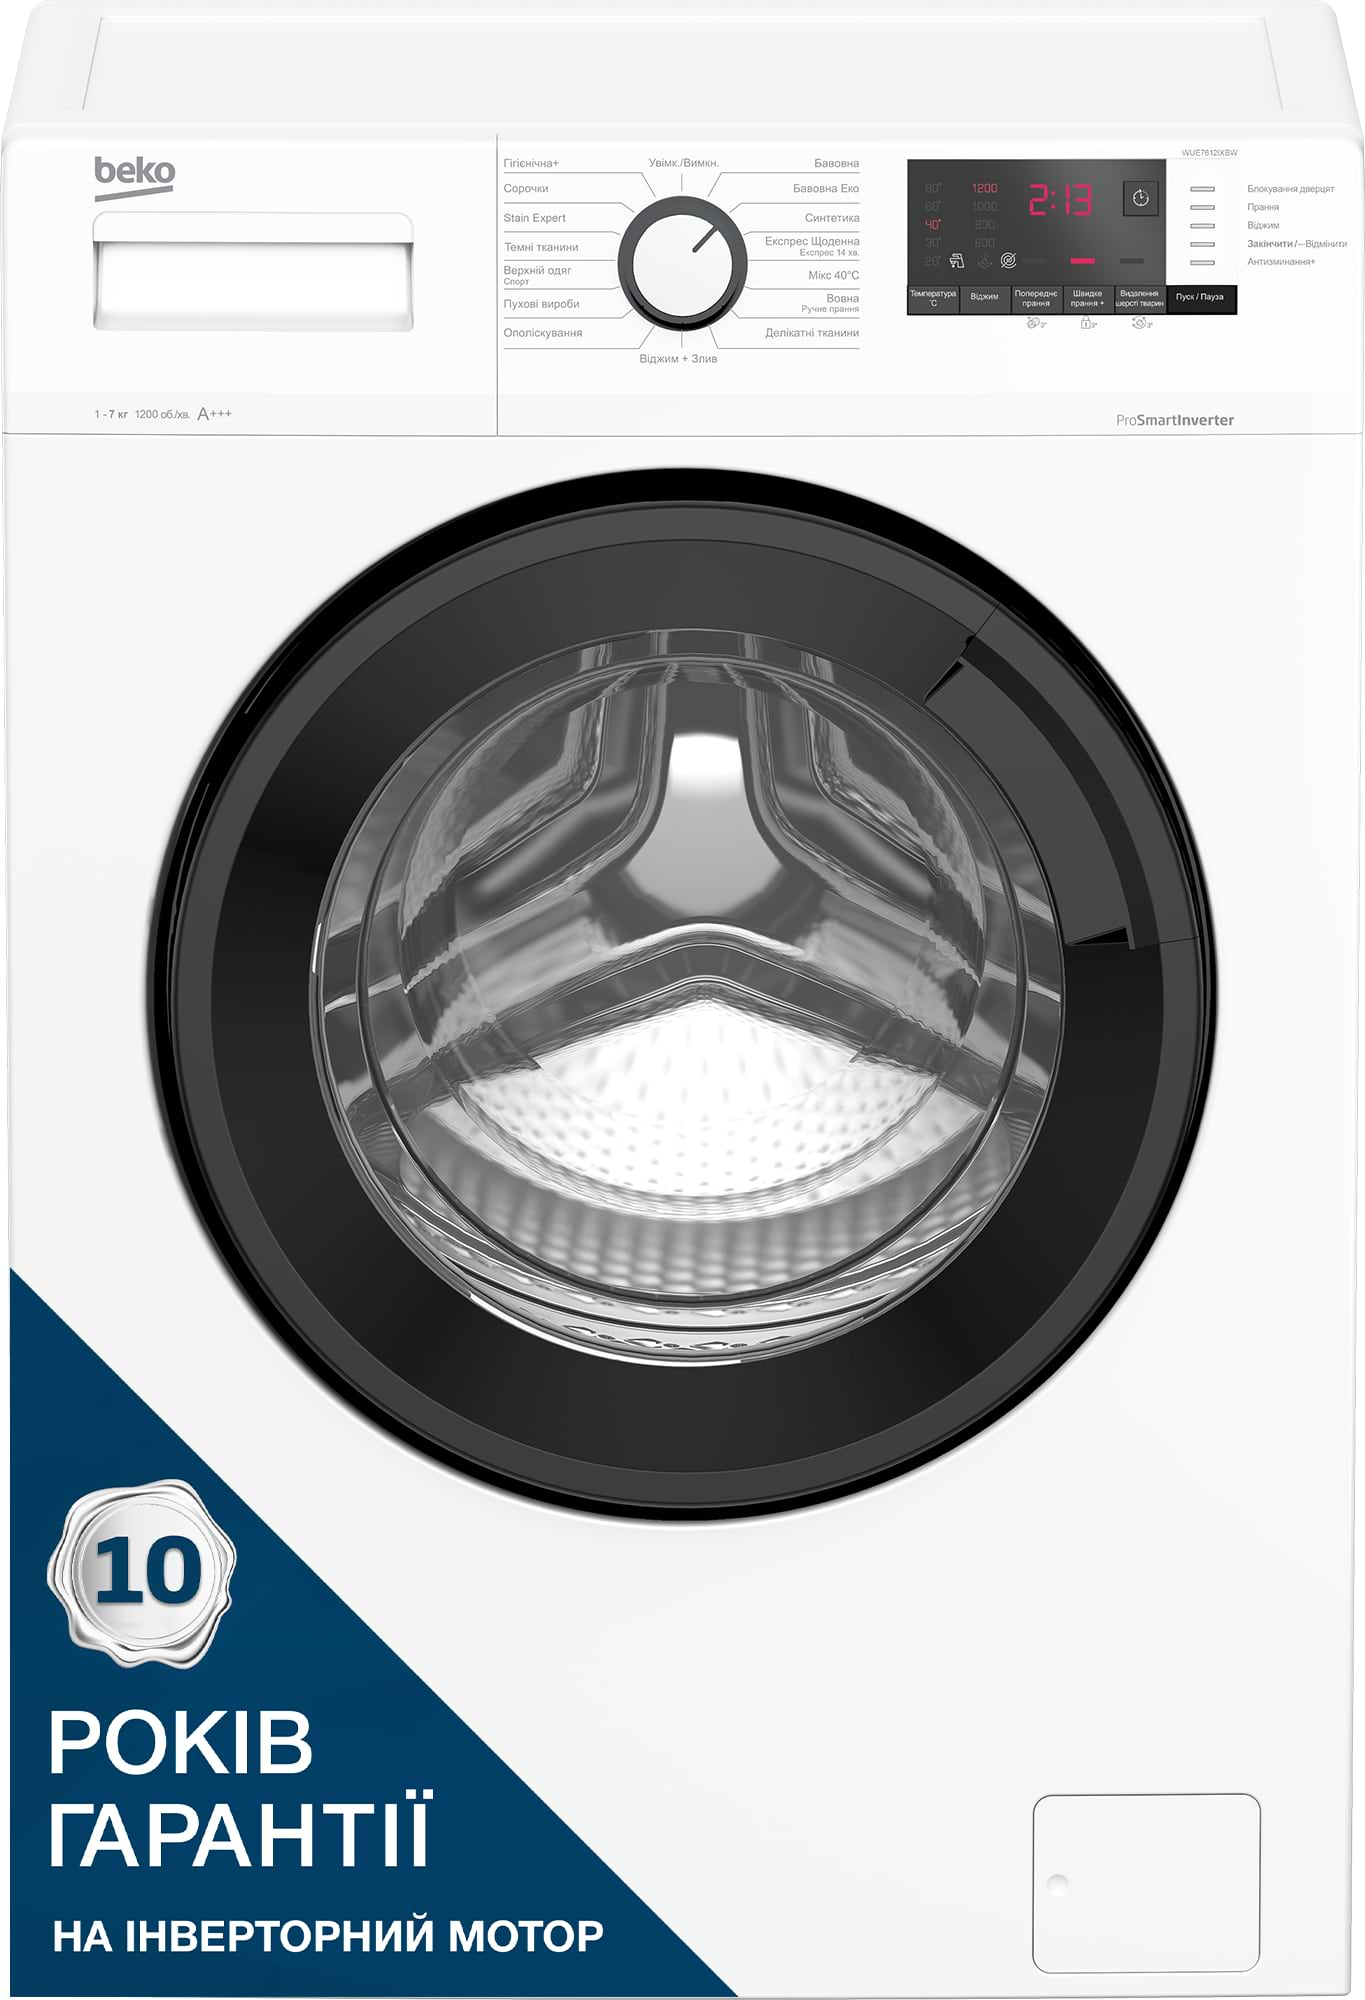 beko
Гігієнічна+
Сорочки
Stain Expert
Темні тканини
Верхній одяг
Спорт
Пухові вироби
Ополіскування
Увімк./Вимкн.
Віджим + Злив
Бавовна
Бавовна Еко
Синтетика
Експрес Щоденна
Експрес 14 хв.
Мікс 40°C
Вовна
Ручне прання
Делікатні тканини
WUE7612IXBW
90° 1200
60° 1000
40° 800
30° 600
20°
2:13
Температура °C
Віджим
Попереднє прання
Швидке прання +
Видалення шерсті тварин
Пуск / Пауза
3" 3" 3"
Блокування дверцят
Прання
Віджим
Закінчити/—Відмінити
Антизминання+
1 - 7 кг 1200 об./хв. A+++
ProSmartInverter
10
РОКІВ
ГАРАНТІЇ
НА ІНВЕРТОРНИЙ МОТОР